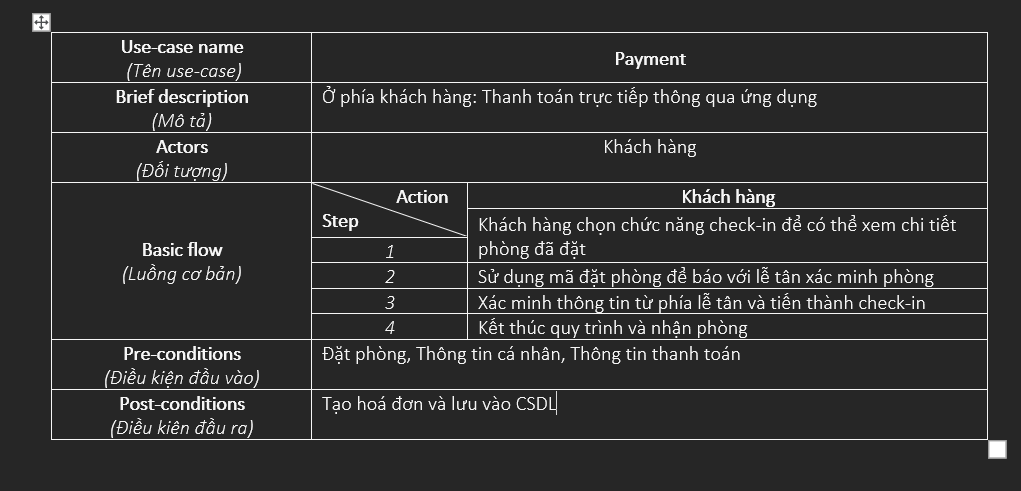 Use-case name
(Tên use-case)
Payment
Brief description
(Mô tả)
Ở phía khách hàng: Thanh toán trực tiếp thông qua ứng dụng
Actors
(Đối tượng)
Khách hàng
Basic flow
(Luồng cơ bản)
Action
Step
Khách hàng
1
Khách hàng chọn chức năng check-in để có thể xem chi tiết
phòng đã đặt
2
Sử dụng mã đặt phòng để báo với lễ tân xác minh phòng
3
Xác minh thông tin từ phía lễ tân và tiến thành check-in
4
Kết thúc quy trình và nhận phòng
Pre-conditions
(Điều kiện đầu vào)
Đặt phòng, Thông tin cá nhân, Thông tin thanh toán
Post-conditions
(Điều kiên đầu ra)
Tạo hoá đơn và lưu vào CSDL